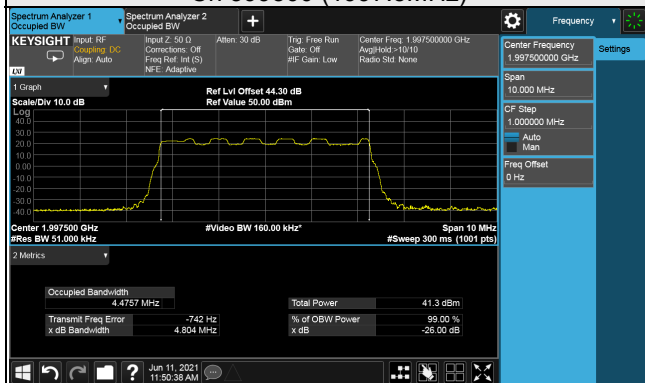 Spectrum Analyzer 1
Occupied BW
Spectrum Analyzer 2
Occupied BW
+
Frequency
KEYSIGHT
Input: RF
Coupling: DC
Align: Auto
Input Z: 50 Ω
Corrections: Off
Freq Ref: Int (S)
NFE: Adaptive
Atten: 30 dB
Trig: Free Run
Gate: Off
#IF Gain: Low
Center Freq: 1.997500000 GHz
Avg|Hold:>10/10
Radio Std: None
LXI
Center Frequency
1.997500000 GHz
Settings
Span
10.000 MHz
CF Step
1.000000 MHz
Auto
Man
Freq Offset
0 Hz
1 Graph
Scale/Div 10.0 dB
Ref Lvl Offset 44.30 dB
Ref Value 50.00 dBm
Log
40.0
30.0
20.0
10.0
0.00
-10.0
-20.0
-30.0
-40.0
Center 1.997500 GHz
#Video BW 160.00 kHz*
Span 10 MHz
#Res BW 51.000 kHz
#Sweep 300 ms (1001 pts)
2 Metrics
Occupied Bandwidth
4.4757 MHz
Total Power 41.3 dBm
Transmit Freq Error -742 Hz
% of OBW Power 99.00 %
x dB Bandwidth 4.804 MHz
x dB -26.00 dB
?
Jun 11, 2021
11:50:38 AM